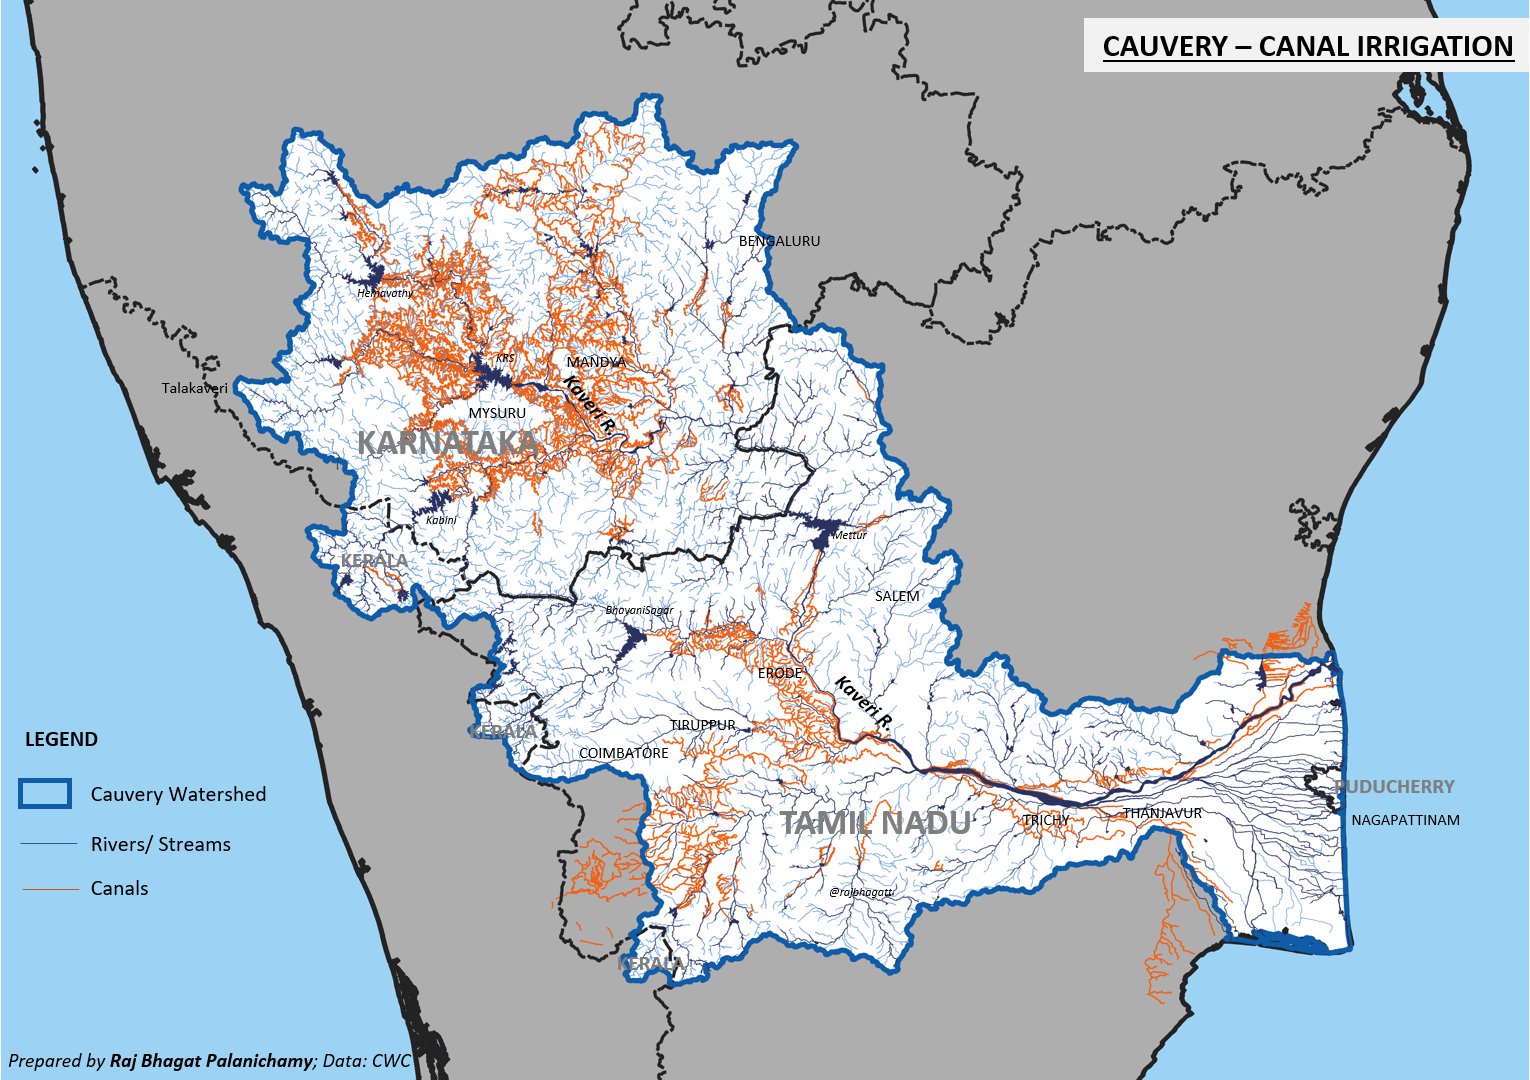 CAUVERY – CANAL IRRIGATION
BENGALURU
Hemavathy
KRS
MANDYA
Talakaveri
Kaveri R.
MYSURU
KARNATAKA
Kabini
Mettur
KERALA
SALEM
BhavaniSagar
ERODE
Kaveri R.
TIRUPPUR
KERALA
COIMBATORE
PUDUCHERRY
THANJAVUR
TRICHY
NAGAPATTINAM
TAMIL NADU
@rajbhagatt
KERALA
LEGEND
Cauvery Watershed
Rivers/ Streams
Canals
Prepared by Raj Bhagat Palanichamy; Data: CWC